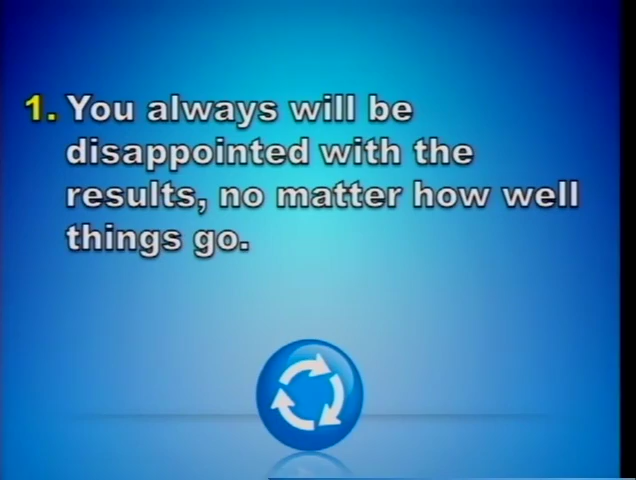 1. You always will be
disappointed with the
results, no matter how well
things go.